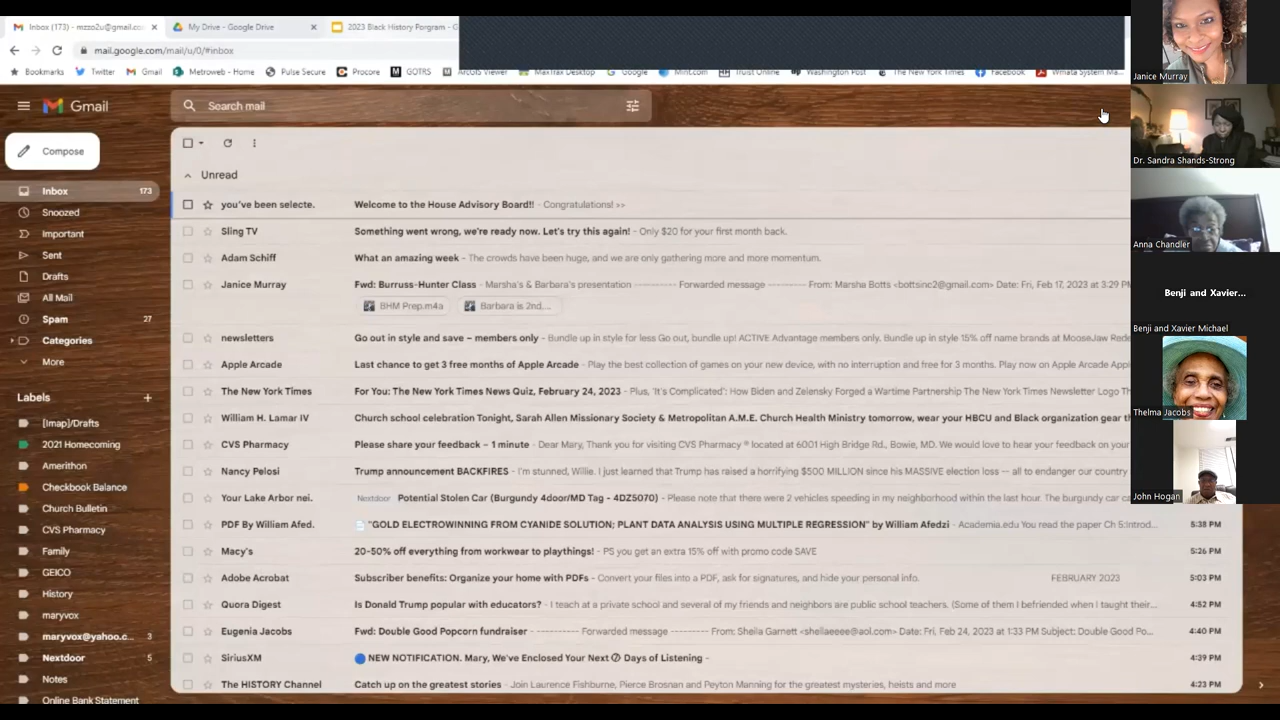 Inbox (173) - mzzo2u@gmail.co
My Drive - Google Drive
2023 Black History Forgram - G
mail.google.com/mail/u/0/#inbox
Bookmarks Twitter Gmail Metroweb - Home Pulse Secure Procore GOTRS ArcGIS Viewer MaxTrax Desktop Google Mint.com Truist Online Washington Post The New York Times Facebook Wmata System Ma...
Gmail
Search mail
Compose
Inbox 173
Snoozed
Important
Sent
Drafts
All Mail
Spam 27
Categories
More
Labels +
[Imap]/Drafts
2021 Homecoming
Amerithon
Checkbook Balance
Church Bulletin
CVS Pharmacy
Family
GEICO
History
maryvox
maryvox@yahoo.c... 3
Nextdoor 5
Notes
Online Bank Statement
Unread
you've been selecte. Welcome to the House Advisory Board!! - Congratulations! >>
Sling TV Something went wrong, we're ready now. Let's try this again! - Only $20 for your first month back.
Adam Schiff What an amazing week - The crowds have been huge, and we are only gathering more and more momentum.
Janice Murray Fwd: Burruss-Hunter Class - Marsha's & Barbara's presentation ---------- Forwarded message --------- From: Marsha Botts <bottsinc2@gmail.com> Date: Fri, Feb 17, 2023 at 3:29 PM
BHM Prep.m4a Barbara is 2nd....
newsletters Go out in style and save – members only - Bundle up in style for less Go out, bundle up! ACTIVE Advantage members only. Bundle up in style 15% off name brands at MooseJaw Rede
Apple Arcade Last chance to get 3 free months of Apple Arcade - Play the best collection of games on your new device, with no interruption and free for 3 months. Play now on Apple Arcade Appl
The New York Times For You: The New York Times News Quiz, February 24, 2023 - Plus, 'It's Complicated': How Biden and Zelensky Forged a Wartime Partnership The New York Times Newsletter Logo Th
William H. Lamar IV Church school celebration Tonight, Sarah Allen Missionary Society & Metropolitan A.M.E. Church Health Ministry tomorrow, wear your HBCU and Black organization gear th
CVS Pharmacy Please share your feedback – 1 minute - Dear Mary, Thank you for visiting CVS Pharmacy ® located at 6001 High Bridge Rd., Bowie, MD. We would love to hear your feedback on your
Nancy Pelosi Trump announcement BACKFIRES - I'm stunned, Willie. I just learned that Trump has raised a horrifying $500 MILLION since his MASSIVE election loss -- all to endanger our country
Your Lake Arbor nei. Nextdoor Potential Stolen Car (Burgundy 4door/MD Tag - 4DZ5070) - Please note that there were 2 vehicles speeding in my neighborhood within the last hour. The burgundy car ca
PDF By William Afed. "GOLD ELECTROWINNING FROM CYANIDE SOLUTION; PLANT DATA ANALYSIS USING MULTIPLE REGRESSION" by William Afedzi - Academia.edu You read the paper Ch 5:Introd... 5:38 PM
Macy's 20-50% off everything from workwear to playthings! - PS you get an extra 15% off with promo code SAVE 5:26 PM
Adobe Acrobat Subscriber benefits: Organize your home with PDFs - Convert your files into a PDF, ask for signatures, and hide your personal info. FEBRUARY 2023 5:03 PM
Quora Digest Is Donald Trump popular with educators? - I teach at a private school and several of my friends and neighbors are public school teachers. (Some of them I befriended when I taught their... 4:52 PM
Eugenia Jacobs Fwd: Double Good Popcorn fundraiser - ---------- Forwarded message --------- From: Sheila Garnett <sheilaeeee@aol.com> Date: Fri, Feb 24, 2023 at 1:33 PM Subject: Double Good Po... 4:40 PM
SiriusXM NEW NOTIFICATION. Mary, We've Enclosed Your Next Days of Listening - 4:39 PM
The HISTORY Channel Catch up on the greatest stories - Join Laurence Fishburne, Pierce Brosnan and Peyton Manning for the greatest mysteries, heists and more 4:23 PM
Janice Murray
Dr. Sandra Shands-Strong
Anna Chandler
Benji and Xavier...
Benji and Xavier Michael
Thelma Jacobs
John Hogan